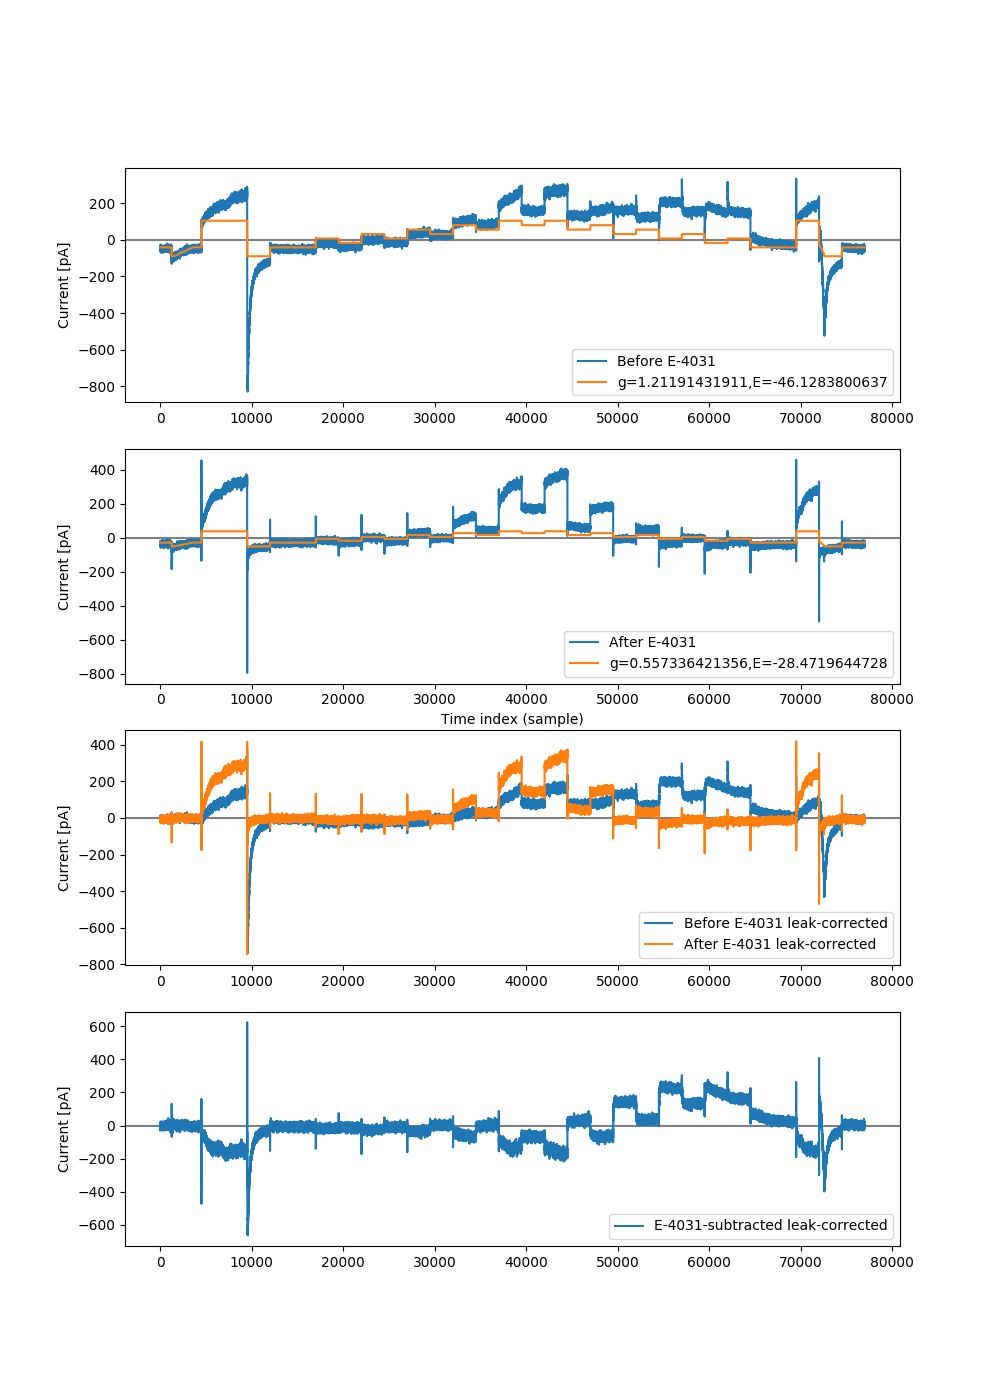 200
0
−200
−400
−600
−800
Current [pA]
Before E-4031
g=1.21191431911,E=-46.1283800637
0 10000 20000 30000 40000 50000 60000 70000 80000
400
200
0
−200
−400
−600
−800
Current [pA]
After E-4031
g=0.557336421356,E=-28.4719644728
0 10000 20000 30000 40000 50000 60000 70000 80000
Time index (sample)
400
200
0
−200
−400
−600
−800
Current [pA]
Before E-4031 leak-corrected
After E-4031 leak-corrected
0 10000 20000 30000 40000 50000 60000 70000 80000
600
400
200
0
−200
−400
−600
Current [pA]
E-4031-subtracted leak-corrected
0 10000 20000 30000 40000 50000 60000 70000 80000